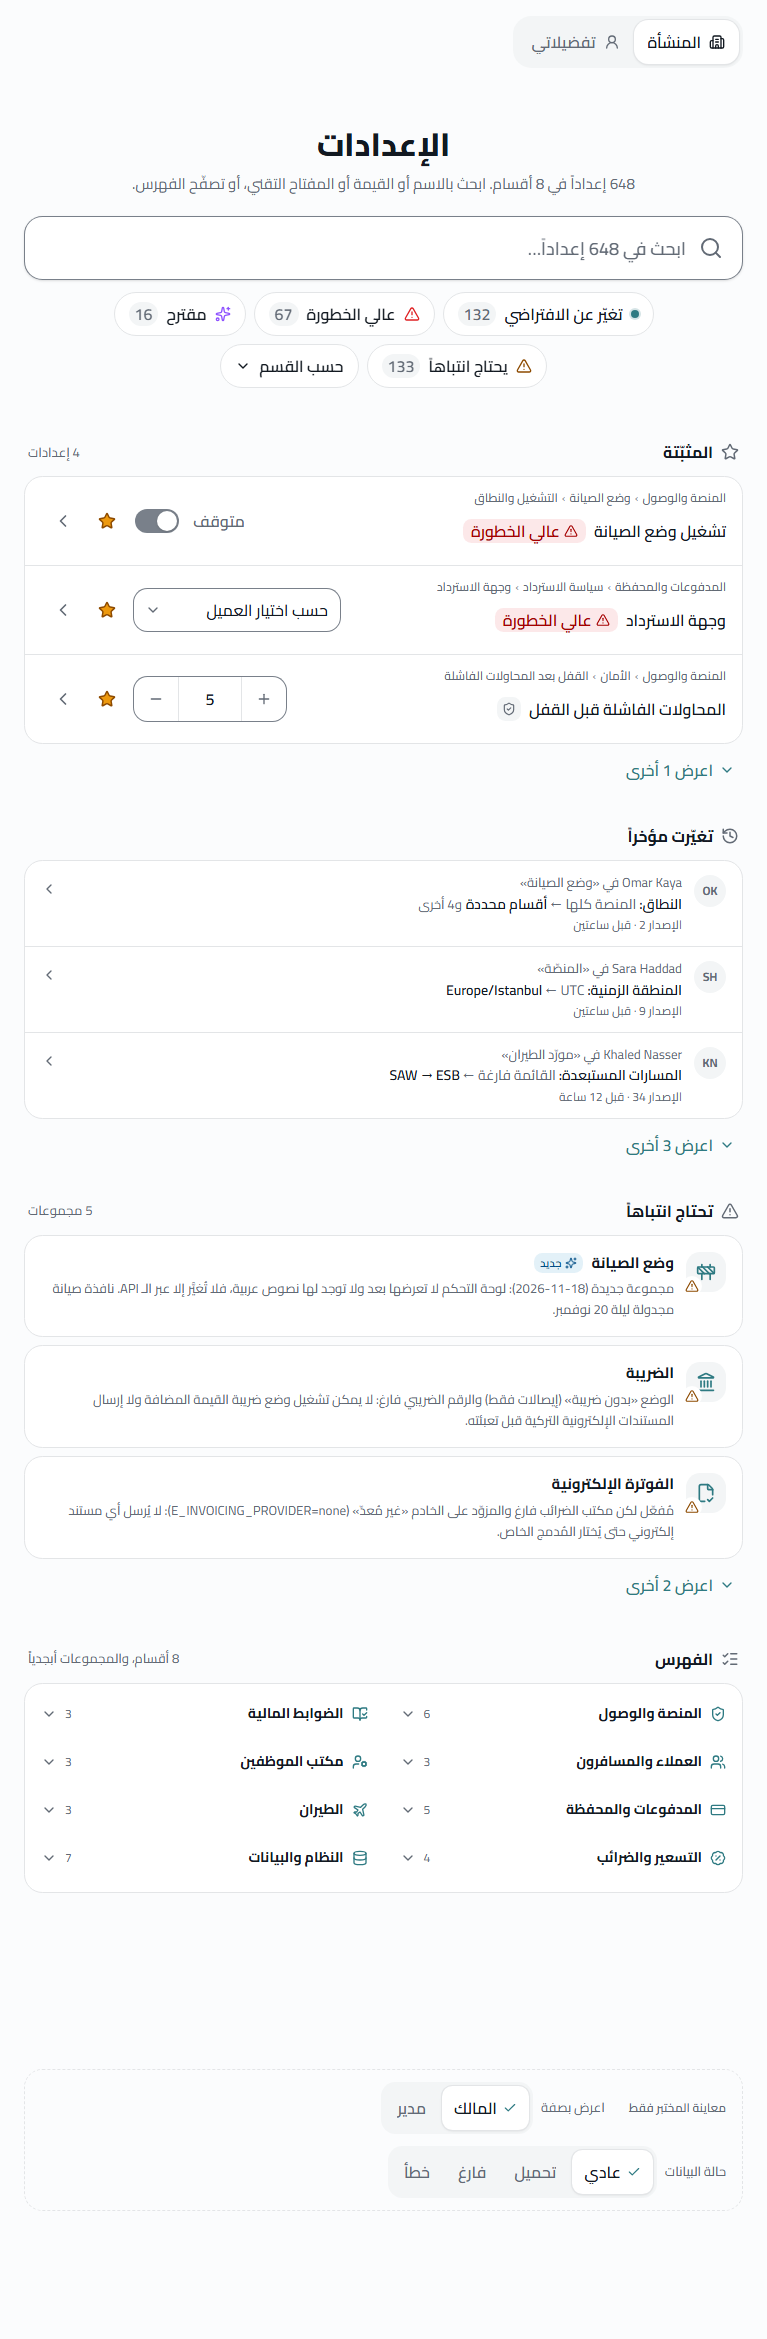 المنشأة
تفضيلاتي
الإعدادات
648 إعداداً في 8 أقسام. ابحث بالاسم أو القيمة أو المفتاح التقني، أو تصفّح الفهرس.
ابحث في 648 إعداداً...
تغيّر عن الافتراضي 132
عالي الخطورة 67
مقترح 16
يحتاج انتباهاً 133
حسب القسم
المثبّتة
4 إعدادات
المنصة والوصول › وضع الصيانة › التشغيل والنطاق
تشغيل وضع الصيانة عالي الخطورة
متوقف
المدفوعات والمحفظة › سياسة الاسترداد › وجهة الاسترداد
وجهة الاسترداد عالي الخطورة
حسب اختيار العميل
المنصة والوصول › الأمان › القفل بعد المحاولات الفاشلة
المحاولات الفاشلة قبل القفل
+ 5 −
اعرض 1 أخرى
تغيّرت مؤخراً
OK
Omar Kaya في «وضع الصيانة»
النطاق: المنصة كلها ← أقسام محددة و4 أخرى
الإصدار 2 · قبل ساعتين
SH
Sara Haddad في «المنصّة»
المنطقة الزمنية: UTC ← Europe/Istanbul
الإصدار 9 · قبل ساعتين
KN
Khaled Nasser في «مورّد الطيران»
المسارات المستبعدة: القائمة فارغة ← SAW → ESB
الإصدار 34 · قبل 12 ساعة
اعرض 3 أخرى
تحتاج انتباهاً
5 مجموعات
وضع الصيانة جديد
مجموعة جديدة (2026-11-18): لوحة التحكم لا تعرضها بعد ولا توجد لها نصوص عربية، فلا تُغيَّر إلا عبر الـ API. نافذة صيانة
مجدولة ليلة 20 نوفمبر.
الضريبة
الوضع «بدون ضريبة» (إيصالات فقط) والرقم الضريبي فارغ: لا يمكن تشغيل وضع ضريبة القيمة المضافة ولا إرسال
المستندات الإلكترونية التركية قبل تعبئته.
الفوترة الإلكترونية
مُفعّل لكن مكتب الضرائب فارغ والمزوّد على الخادم «غير مُعدّ» (E_INVOICING_PROVIDER=none): لا يُرسل أي مستند
إلكتروني حتى يُختار المُدمج الخاص.
اعرض 2 أخرى
الفهرس
8 أقسام، والمجموعات أبجدياً
المنصة والوصول 6
الضوابط المالية 3
العملاء والمسافرون 3
مكتب الموظفين 3
المدفوعات والمحفظة 5
الطيران 3
التسعير والضرائب 4
النظام والبيانات 7
معاينة المختبر فقط
اعرض بصفة
المالك
مدير
حالة البيانات
عادي
تحميل
فارغ
خطأ